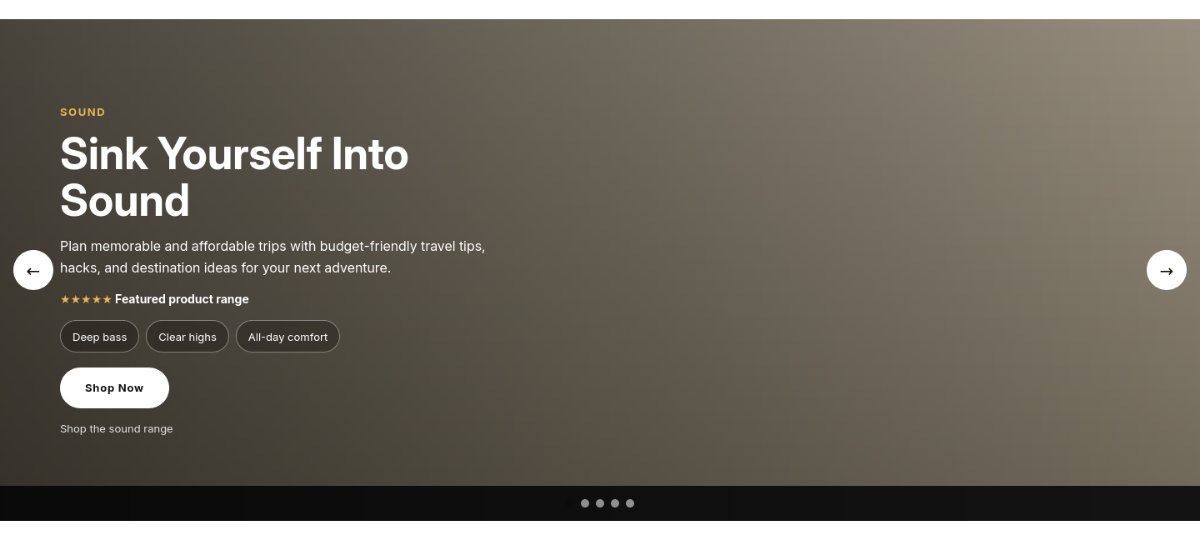 SOUND
Sink Yourself Into
Sound
Plan memorable and affordable trips with budget-friendly travel tips,
hacks, and destination ideas for your next adventure.
★★★★★ Featured product range
Deep bass
Clear highs
All-day comfort
Shop Now
Shop the sound range